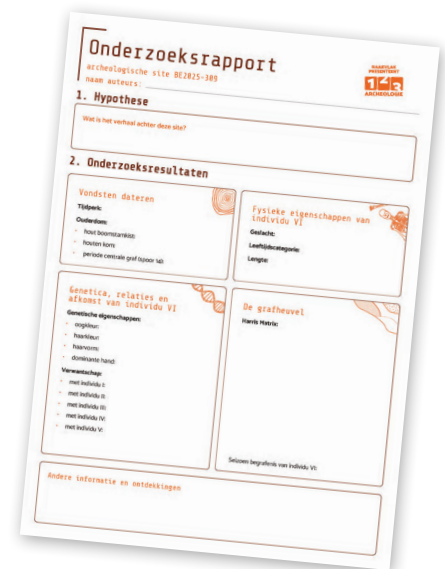 Onderzoeksrapport
archeologische site BE2025-309
naam auteurs:
MAAKTLAB
PRESENTEERT
123
ARCHEOLOGIE
1. Hypothese
Wat is het verhaal achter deze site?
2. Onderzoeksresultaten
Vondsten dateren
Tijdperk:
Ouderdom:
- hout boomstamkist:
- houten kom:
- periode centrale graf (spoor 14):
Fysieke eigenschappen van
individu VI
Geslacht:
Leeftijdscategorie:
Lengte:
Genetica, relaties en
afkomst van individu VI
Genetische eigenschappen:
- oogkleur:
- haarkleur:
- haarvorm:
- dominante hand:
Verwantschap:
- met individu I:
- met individu II:
- met individu III:
- met individu IV:
- met individu V:
De grafheuvel
Harris Matrix:
Seizoen begrafenis van individu VI:
Andere informatie en ontdekkingen